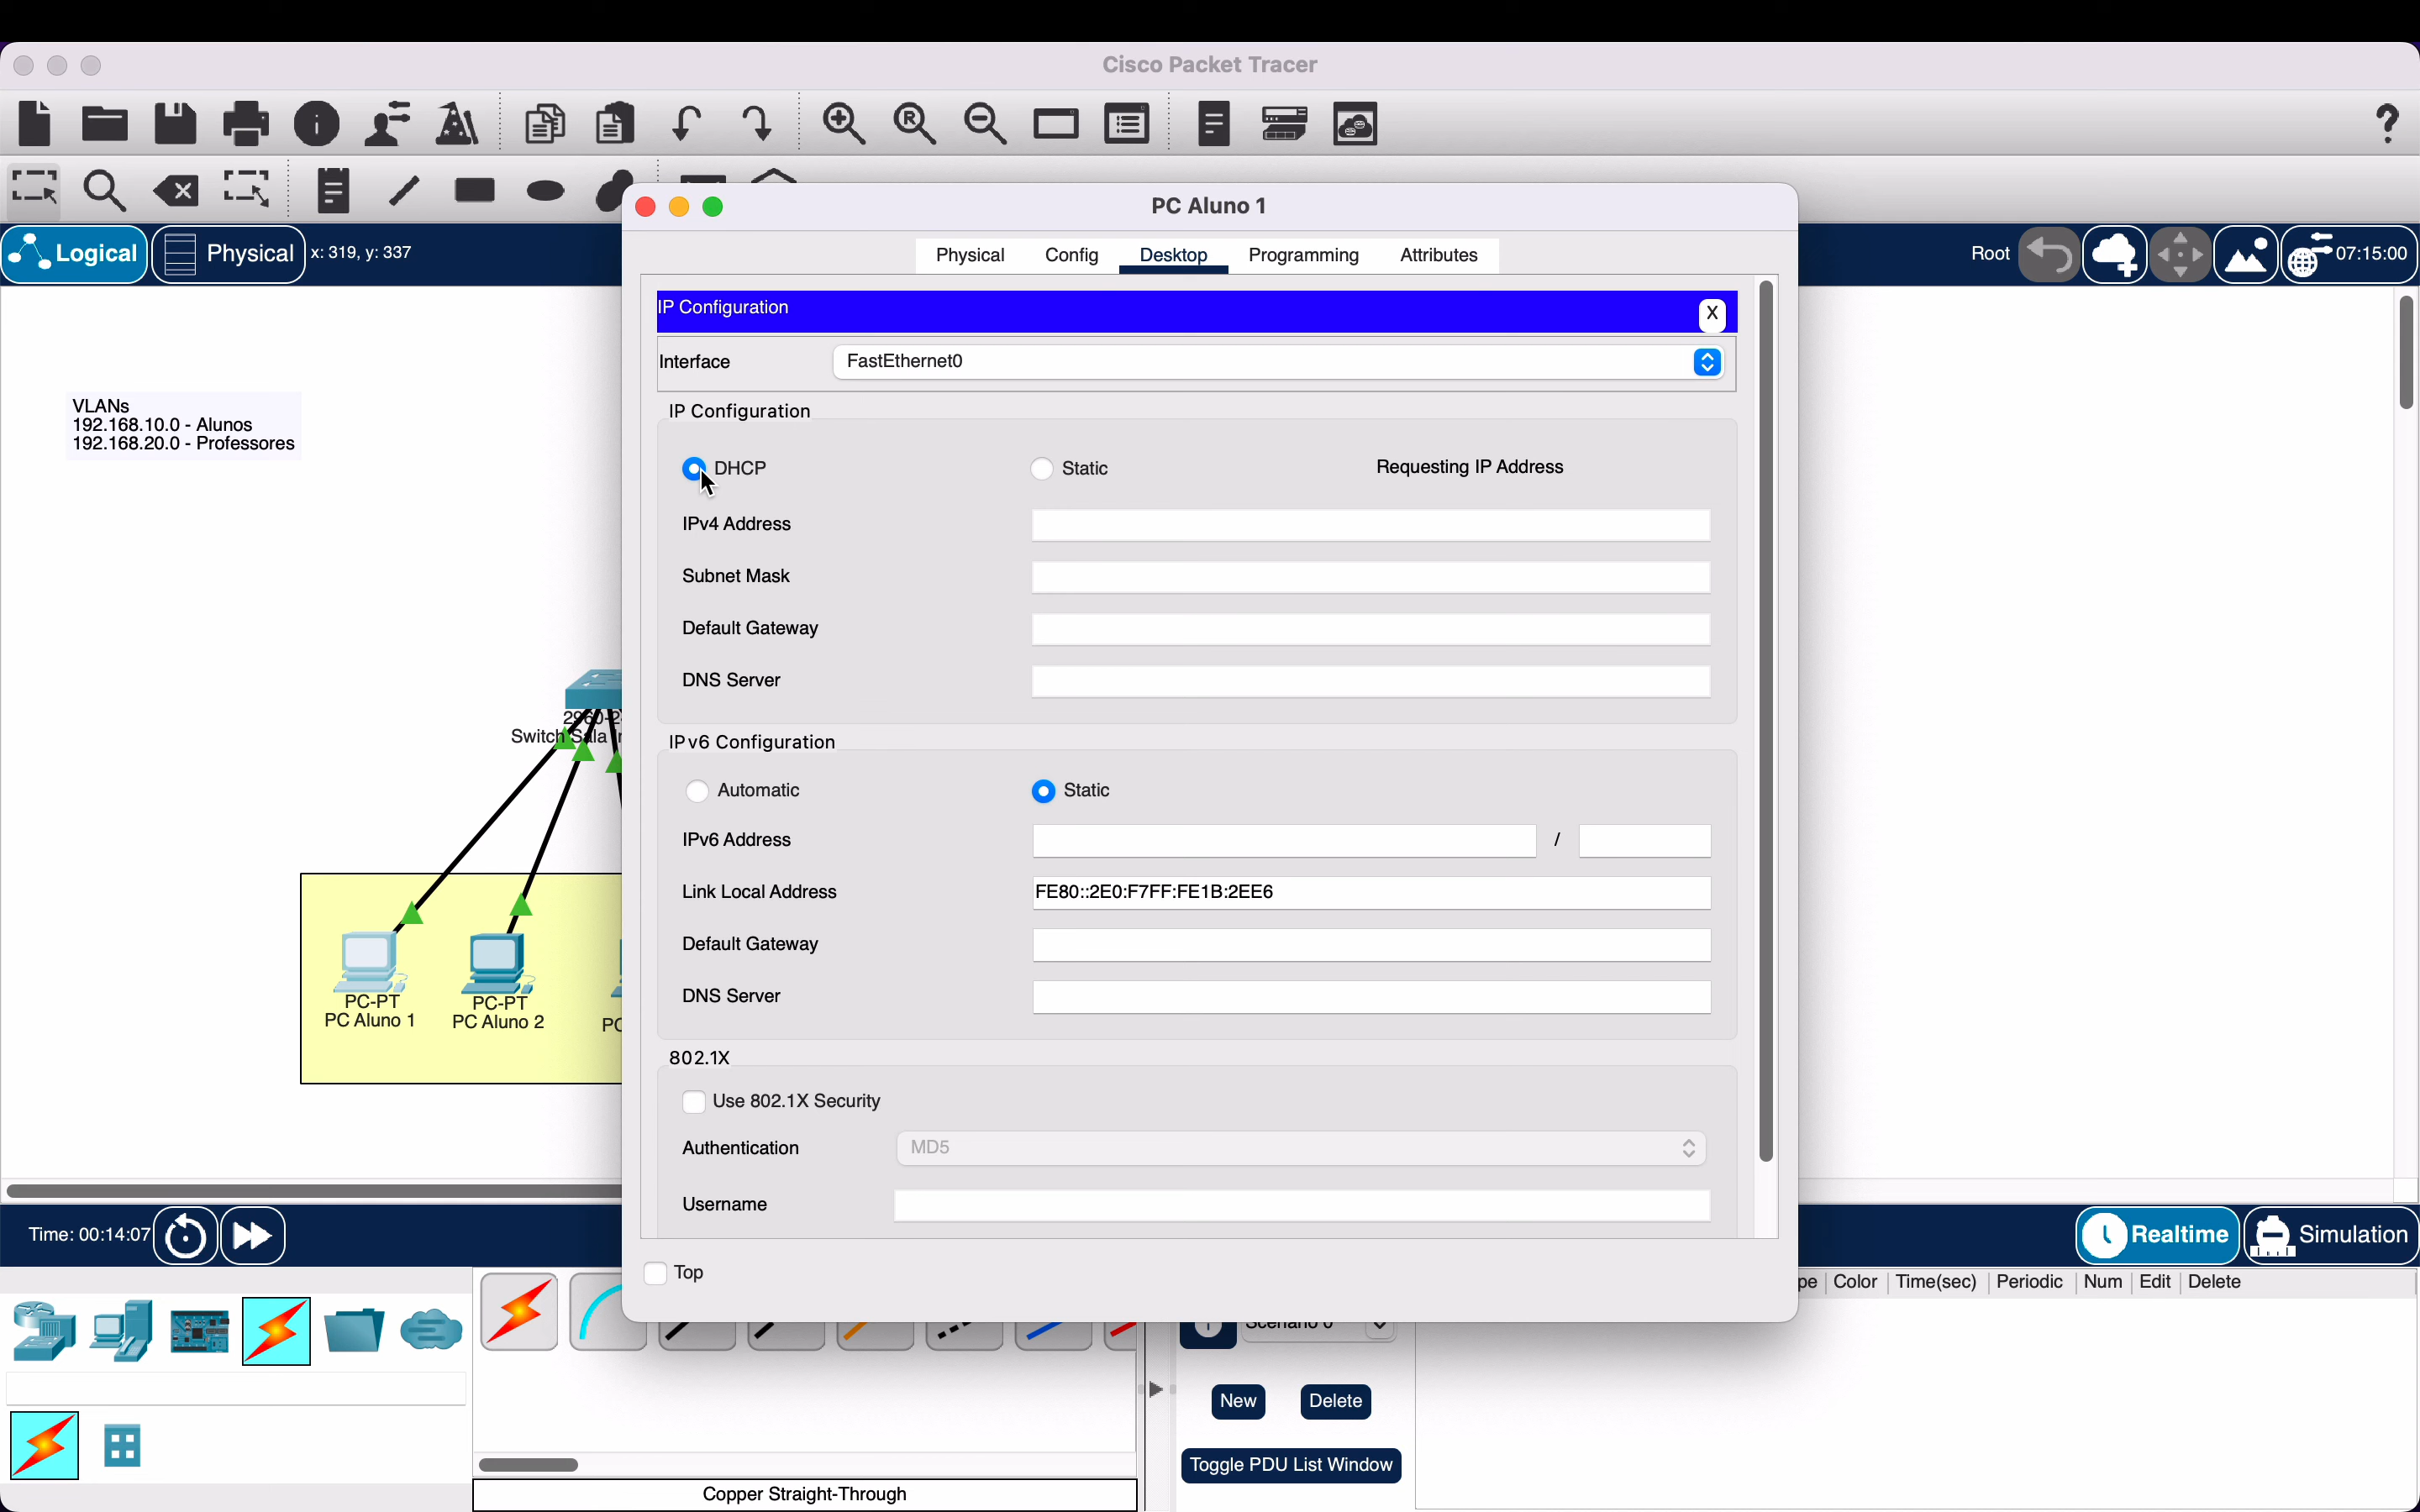 Cisco Packet Tracer
Logical
Physical
x: 319, y: 337
Root
07:15:00
PC Aluno 1
Physical
Config
Desktop
Programming
Attributes
IP Configuration
X
Interface
FastEthernet0
IP Configuration
DHCP
Static
Requesting IP Address
IPv4 Address
Subnet Mask
Default Gateway
DNS Server
IPv6 Configuration
Automatic
Static
IPv6 Address
/
Link Local Address
FE80::2E0:F7FF:FE1B:2EE6
Default Gateway
DNS Server
802.1X
Use 802.1X Security
Authentication
MD5
Username
Top
VLANs
192.168.10.0 - Alunos
192.168.20.0 - Professores
Switch Sala
PC-PT
PC Aluno 1
PC-PT
PC Aluno 2
PC
Time: 00:14:07
Realtime
Simulation
Color
Time(sec)
Periodic
Num
Edit
Delete
Scenario 0
New
Delete
Toggle PDU List Window
Copper Straight-Through